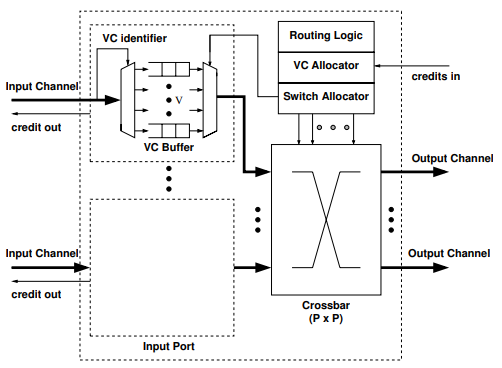 VC identifier
Routing Logic
VC Allocator
Switch Allocator
credits in
Input Channel
credit out
V
VC Buffer
Output Channel
Input Channel
credit out
Output Channel
Crossbar
(P x P)
Input Port